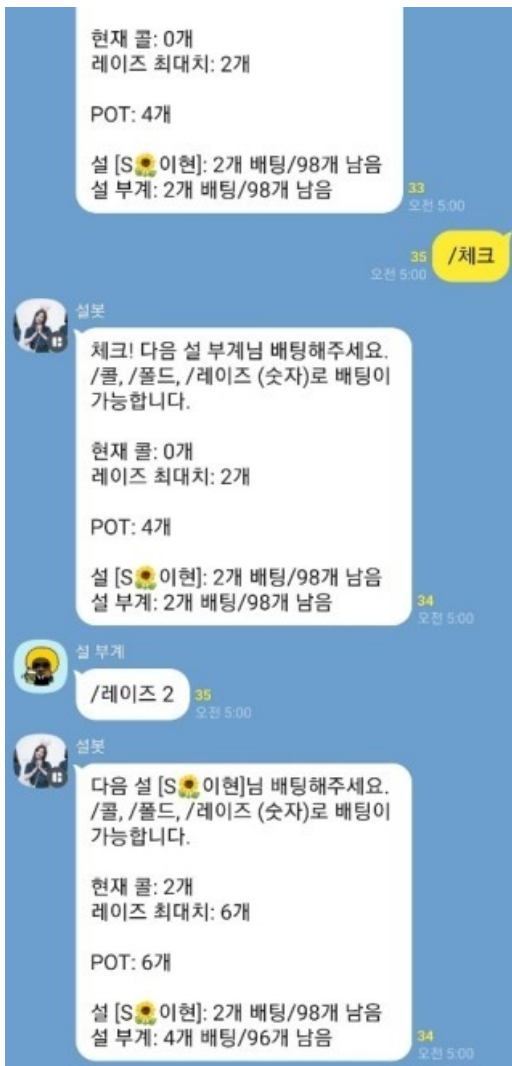 현재 콜: 0개
레이즈 최대치: 2개
POT: 4개
설 [S🌻이현]: 2개 배팅/98개 남음
설 부계: 2개 배팅/98개 남음
33
오전 5:00
/체크
35
오전 5:00
설봇
체크! 다음 설 부계님 배팅해주세요.
/콜, /폴드, /레이즈 (숫자)로 배팅이
가능합니다.
현재 콜: 0개
레이즈 최대치: 2개
POT: 4개
설 [S🌻이현]: 2개 배팅/98개 남음
설 부계: 2개 배팅/98개 남음
34
오전 5:00
설 부계
/레이즈 2
35
오전 5:00
설봇
다음 설 [S🌻이현]님 배팅해주세요.
/콜, /폴드, /레이즈 (숫자)로 배팅이
가능합니다.
현재 콜: 2개
레이즈 최대치: 6개
POT: 6개
설 [S🌻이현]: 2개 배팅/98개 남음
설 부계: 4개 배팅/96개 남음
34
오전 5:00